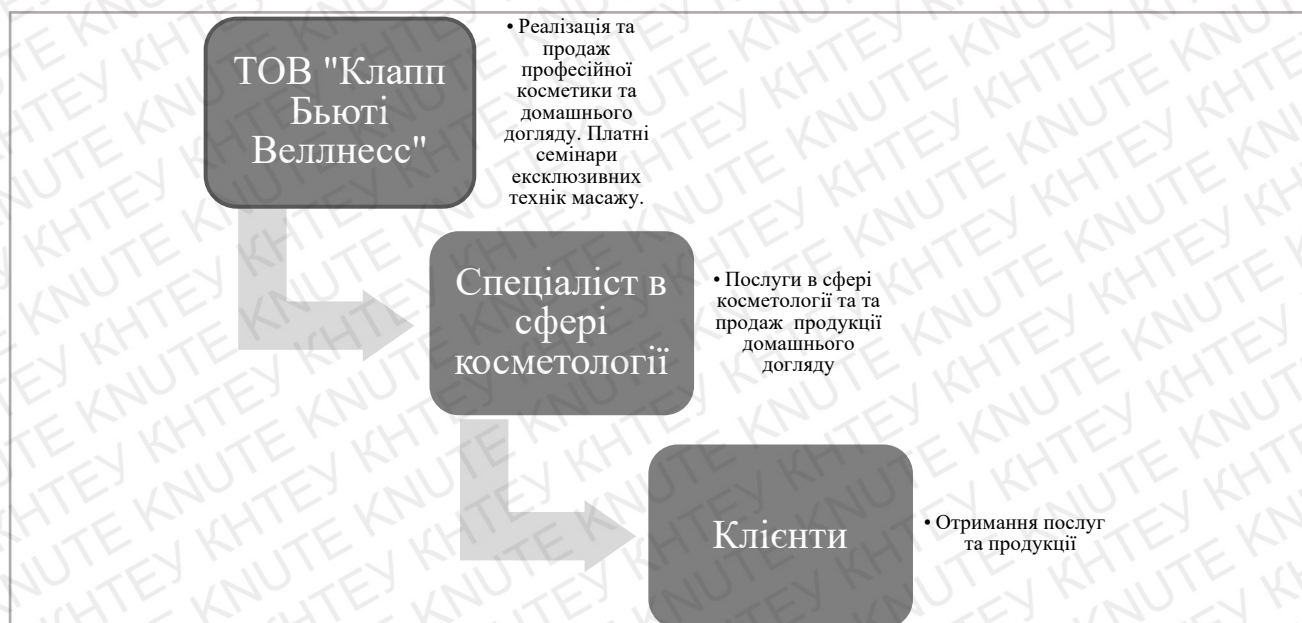 ТОВ "Клапп
Бьюті
Веллнесс"
• Реалізація та
продаж
професійної
косметики та
домашнього
догляду. Платні
семінари
ексклюзивних
технік масажу.
Спеціаліст в
сфері
косметології
• Послуги в сфері
косметології та та
продаж продукції
домашнього
догляду
Клієнти
• Отримання послуг
та продукції